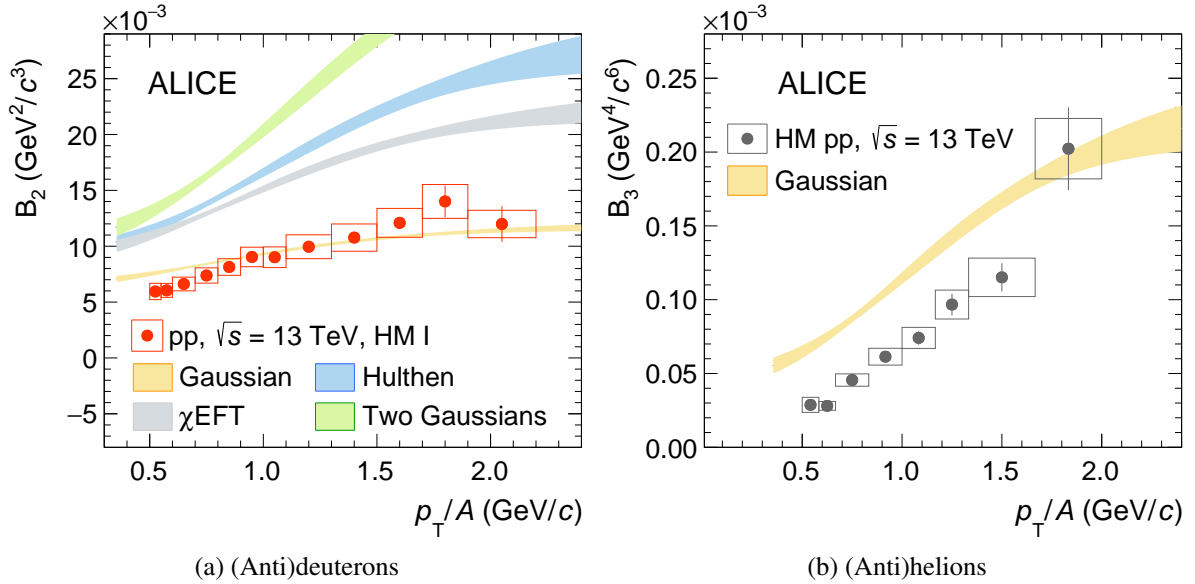 ×10⁻³
B₂ (GeV²/c³)
25
20
15
10
5
0
−5
ALICE
pp, √s = 13 TeV, HM I
Gaussian
Hulthen
χEFT
Two Gaussians
0.5 1.0 1.5 2.0
p_T/A (GeV/c)
(a) (Anti)deuterons
×10⁻³
B₃ (GeV⁴/c⁶)
0.25
0.20
0.15
0.10
0.05
0.00
ALICE
HM pp, √s = 13 TeV
Gaussian
0.5 1.0 1.5 2.0
p_T/A (GeV/c)
(b) (Anti)helions